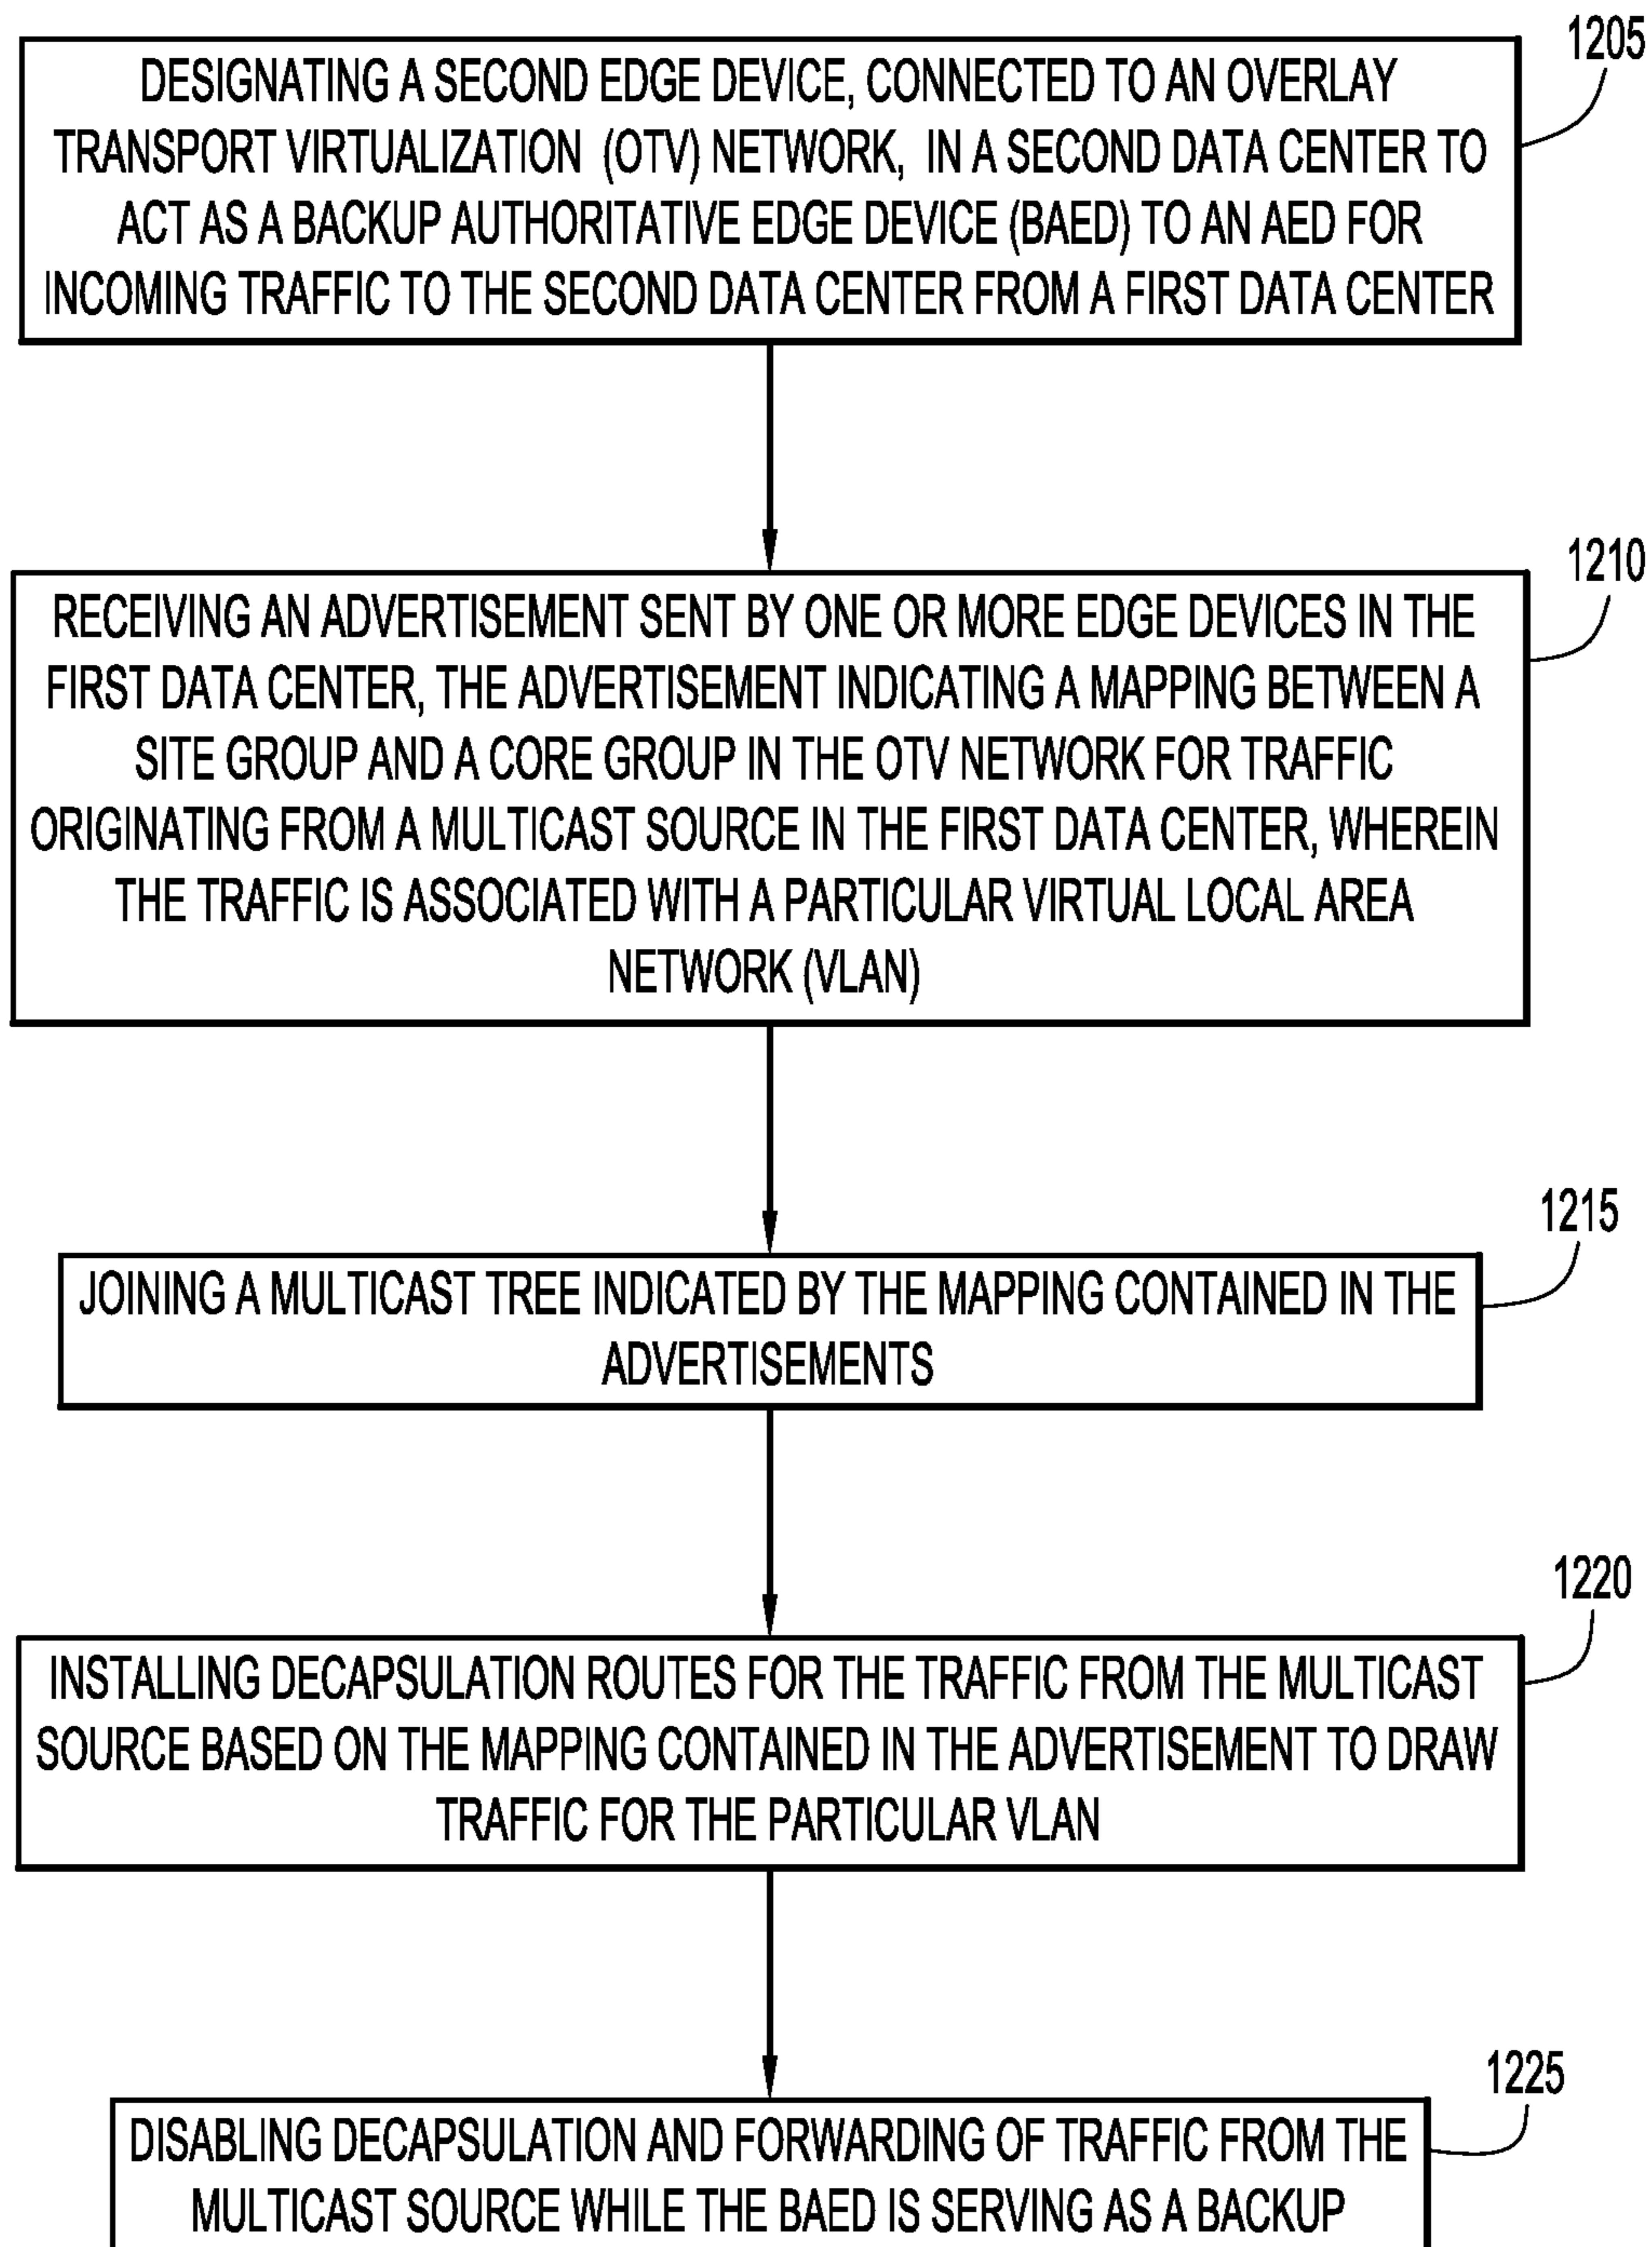 1205
DESIGNATING A SECOND EDGE DEVICE, CONNECTED TO AN OVERLAY
TRANSPORT VIRTUALIZATION (OTV) NETWORK, IN A SECOND DATA CENTER TO
ACT AS A BACKUP AUTHORITATIVE EDGE DEVICE (BAED) TO AN AED FOR
INCOMING TRAFFIC TO THE SECOND DATA CENTER FROM A FIRST DATA CENTER
1210
RECEIVING AN ADVERTISEMENT SENT BY ONE OR MORE EDGE DEVICES IN THE
FIRST DATA CENTER, THE ADVERTISEMENT INDICATING A MAPPING BETWEEN A
SITE GROUP AND A CORE GROUP IN THE OTV NETWORK FOR TRAFFIC
ORIGINATING FROM A MULTICAST SOURCE IN THE FIRST DATA CENTER, WHEREIN
THE TRAFFIC IS ASSOCIATED WITH A PARTICULAR VIRTUAL LOCAL AREA
NETWORK (VLAN)
1215
JOINING A MULTICAST TREE INDICATED BY THE MAPPING CONTAINED IN THE
ADVERTISEMENTS
1220
INSTALLING DECAPSULATION ROUTES FOR THE TRAFFIC FROM THE MULTICAST
SOURCE BASED ON THE MAPPING CONTAINED IN THE ADVERTISEMENT TO DRAW
TRAFFIC FOR THE PARTICULAR VLAN
1225
DISABLING DECAPSULATION AND FORWARDING OF TRAFFIC FROM THE
MULTICAST SOURCE WHILE THE BAED IS SERVING AS A BACKUP